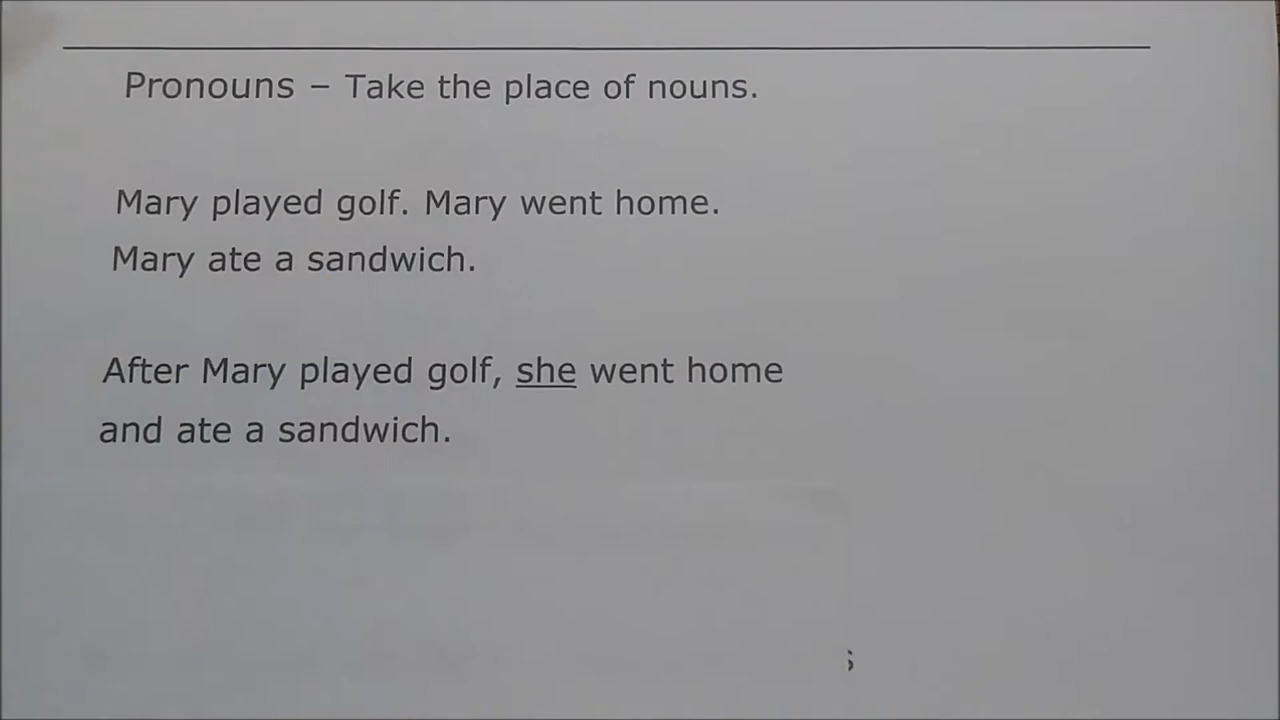 Pronouns – Take the place of nouns.
Mary played golf. Mary went home.
Mary ate a sandwich.
After Mary played golf, she went home
and ate a sandwich.